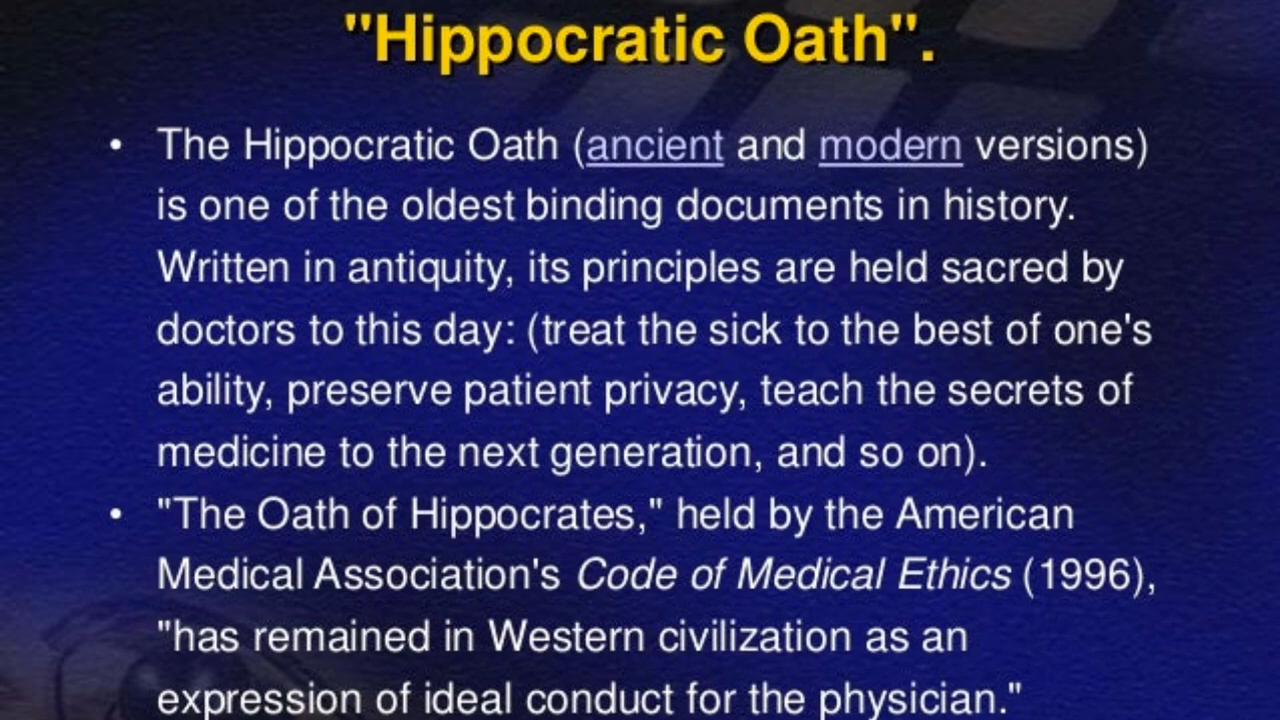 "Hippocratic Oath".
• The Hippocratic Oath (ancient and modern versions)
is one of the oldest binding documents in history.
Written in antiquity, its principles are held sacred by
doctors to this day: (treat the sick to the best of one's
ability, preserve patient privacy, teach the secrets of
medicine to the next generation, and so on).
• "The Oath of Hippocrates," held by the American
Medical Association's Code of Medical Ethics (1996),
"has remained in Western civilization as an
expression of ideal conduct for the physician."